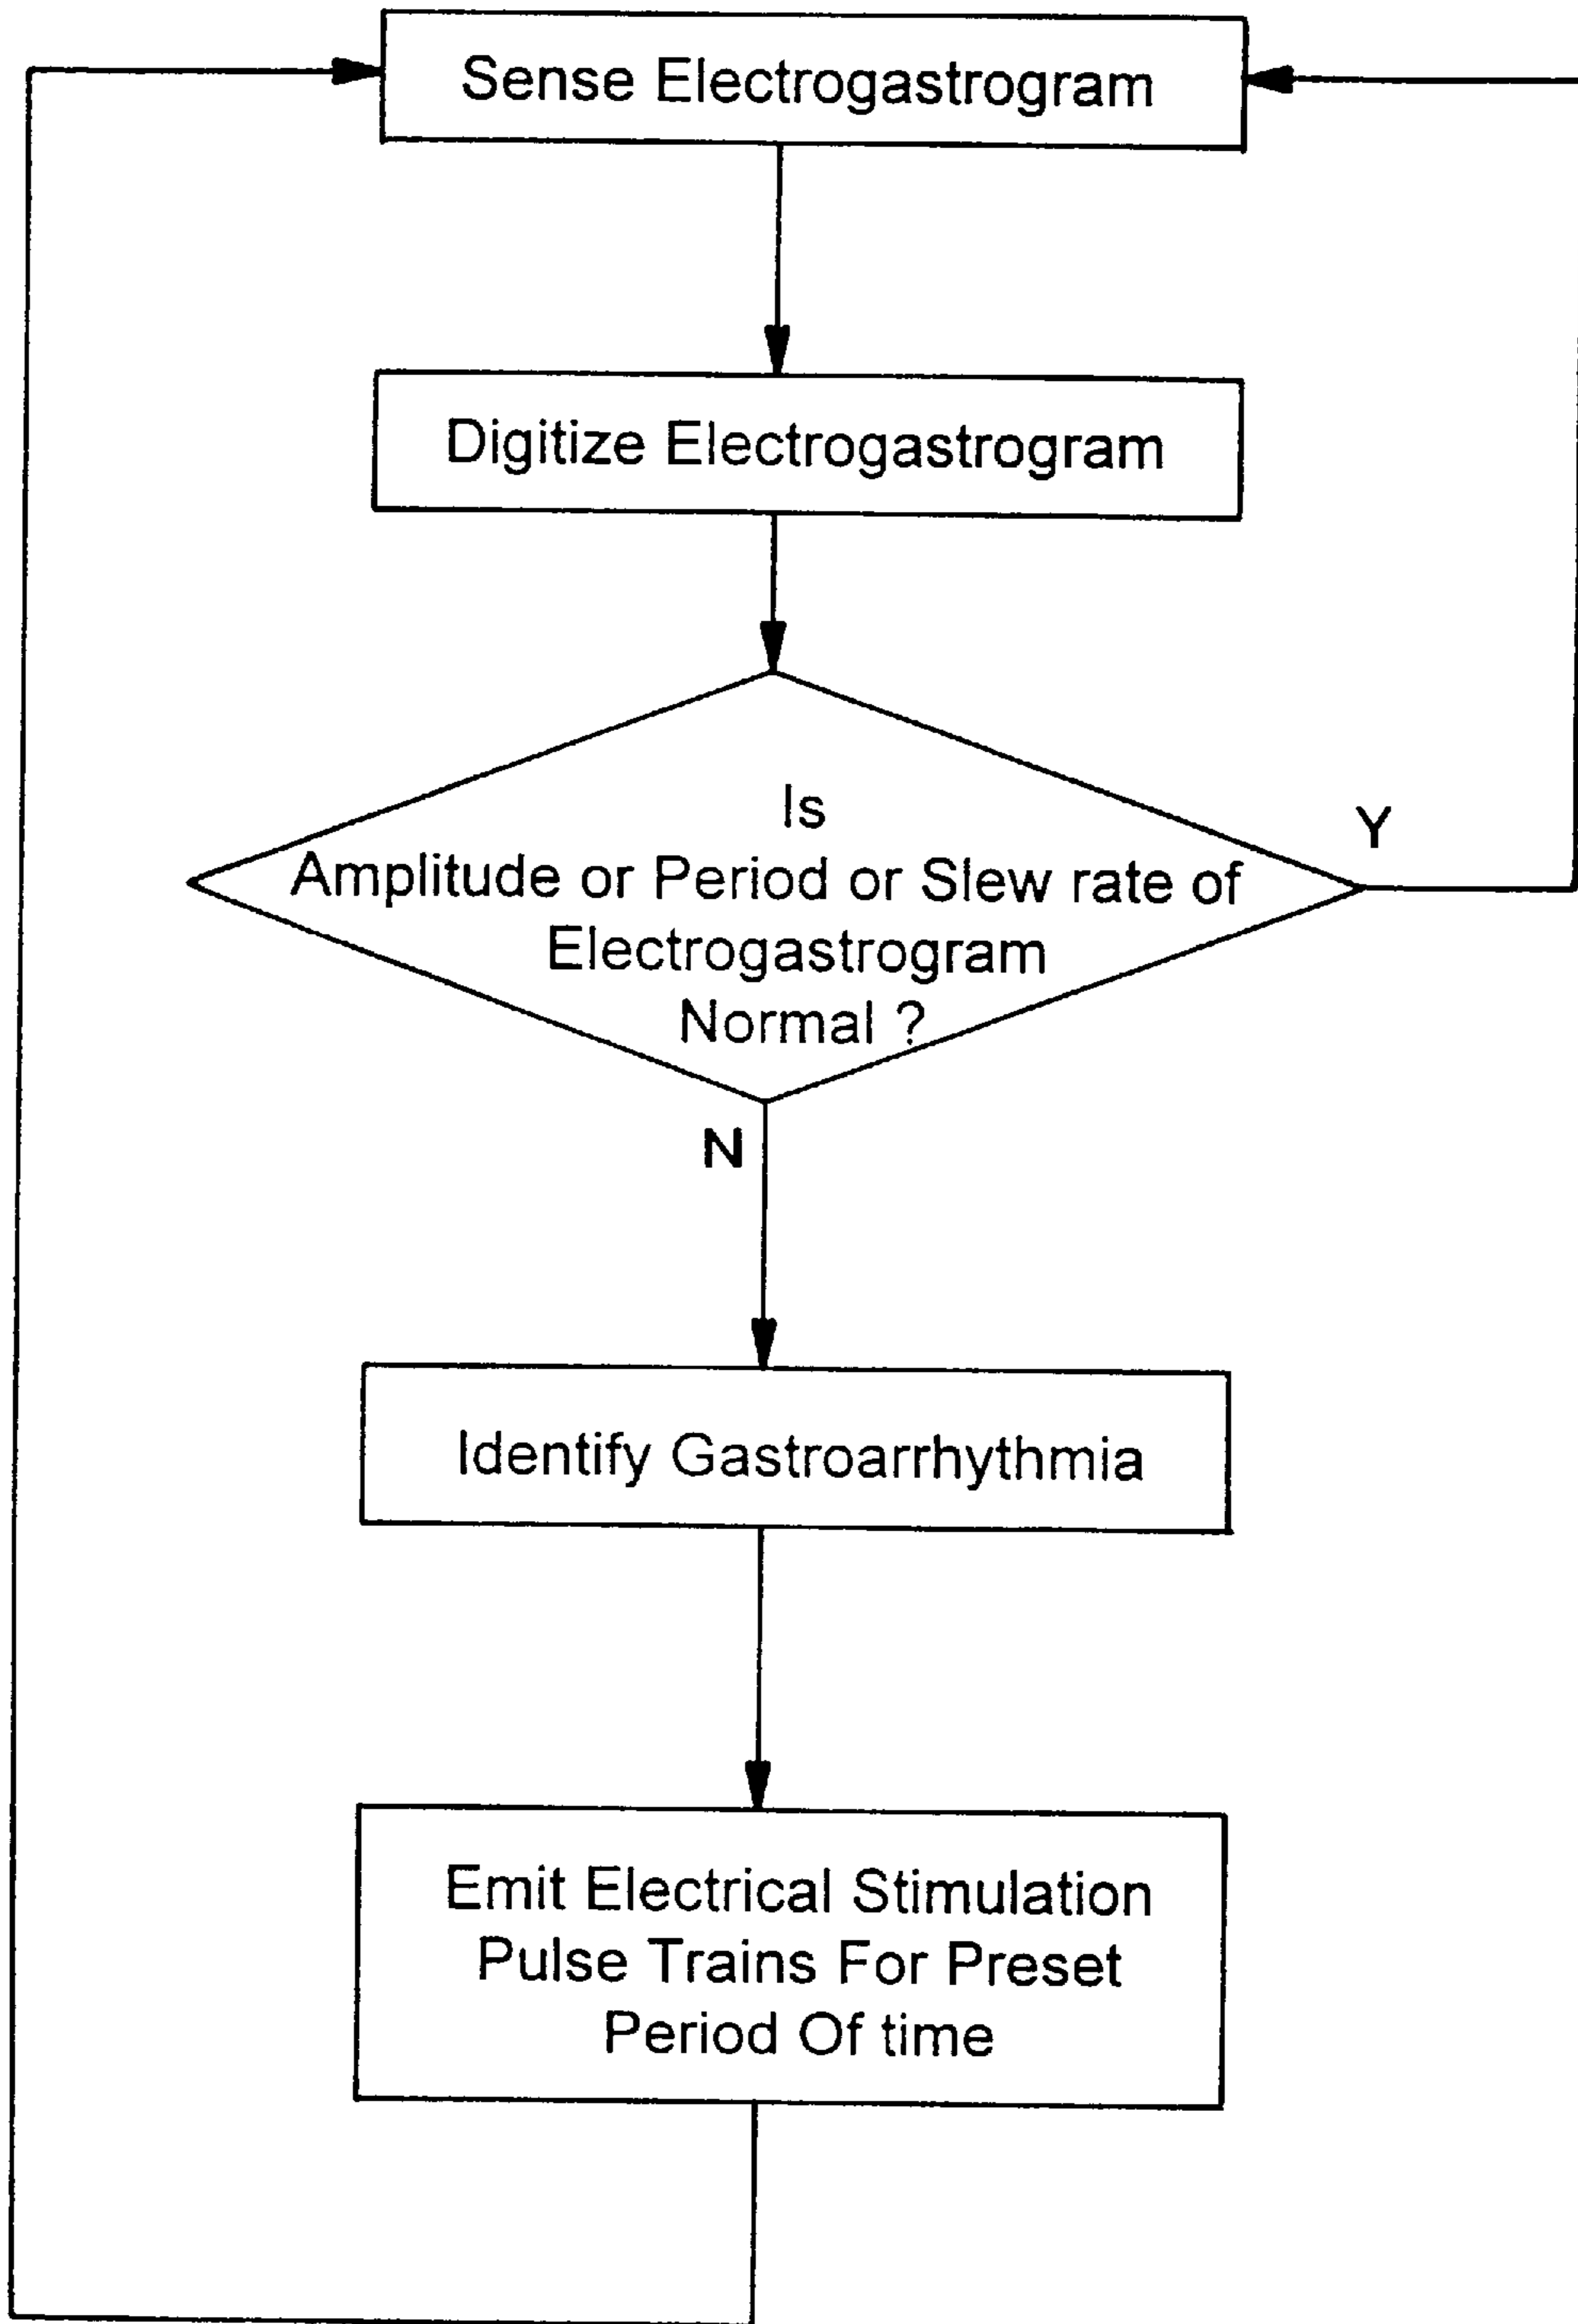 Sense Electrogastrogram
Digitize Electrogastrogram
Is
Amplitude or Period or Slew rate of
Electrogastrogram
Normal ?
Y
N
Identify Gastroarrhythmia
Emit Electrical Stimulation
Pulse Trains For Preset
Period Of time